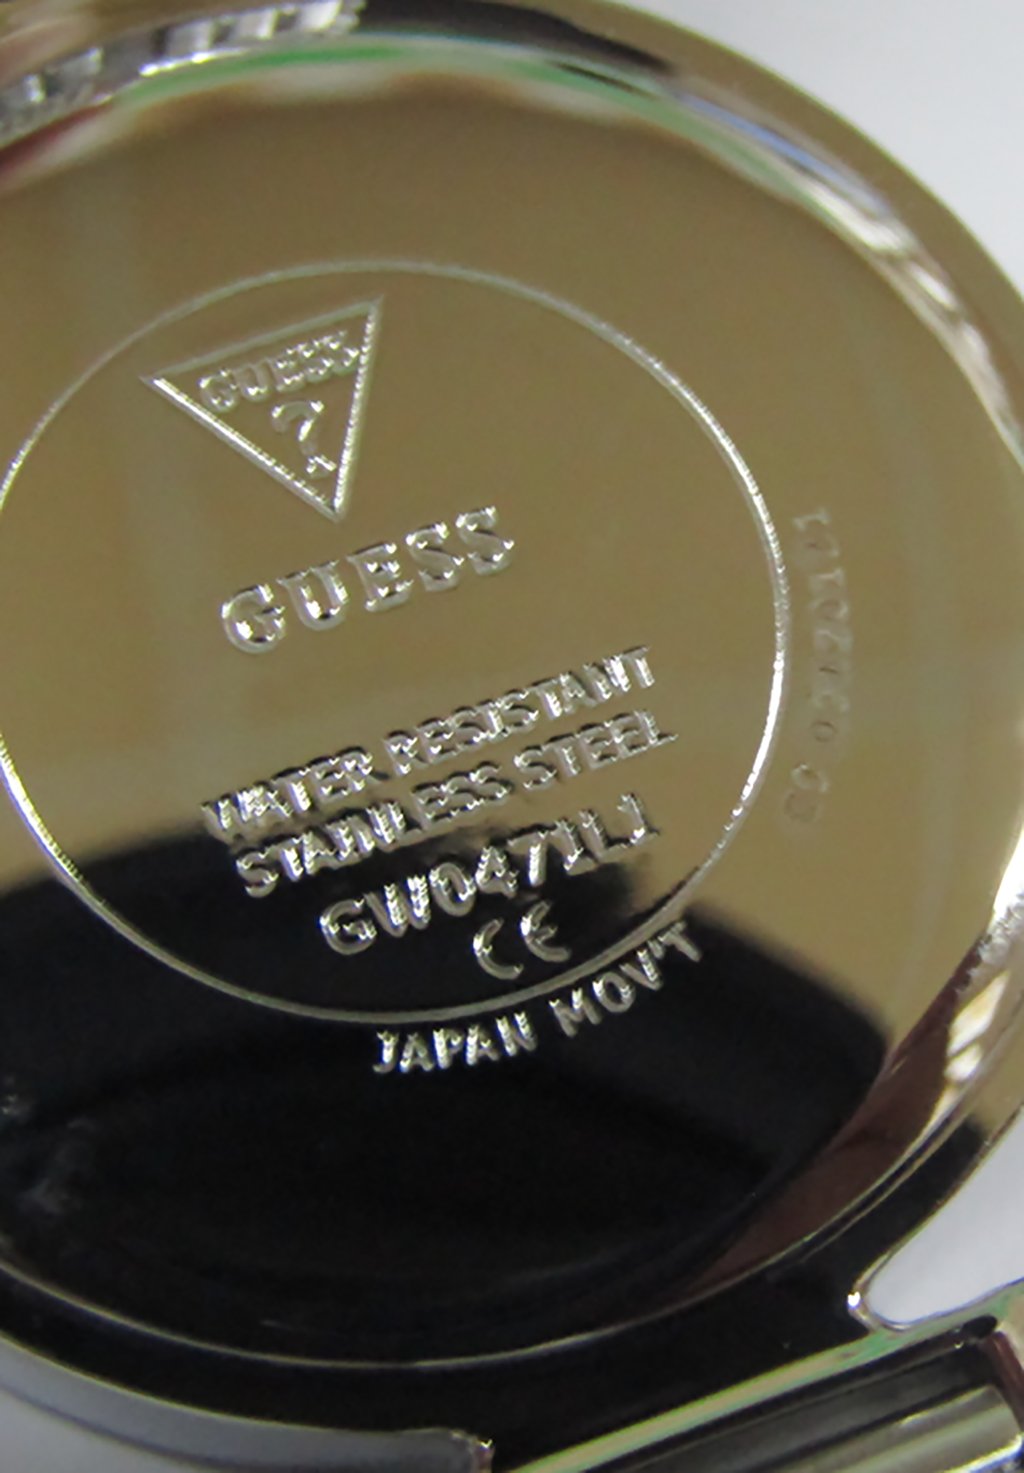 GUESS
?
GUESS
WATER RESISTANT
STAINLESS STEEL
GW0471L1
CE
JAPAN MOV'T